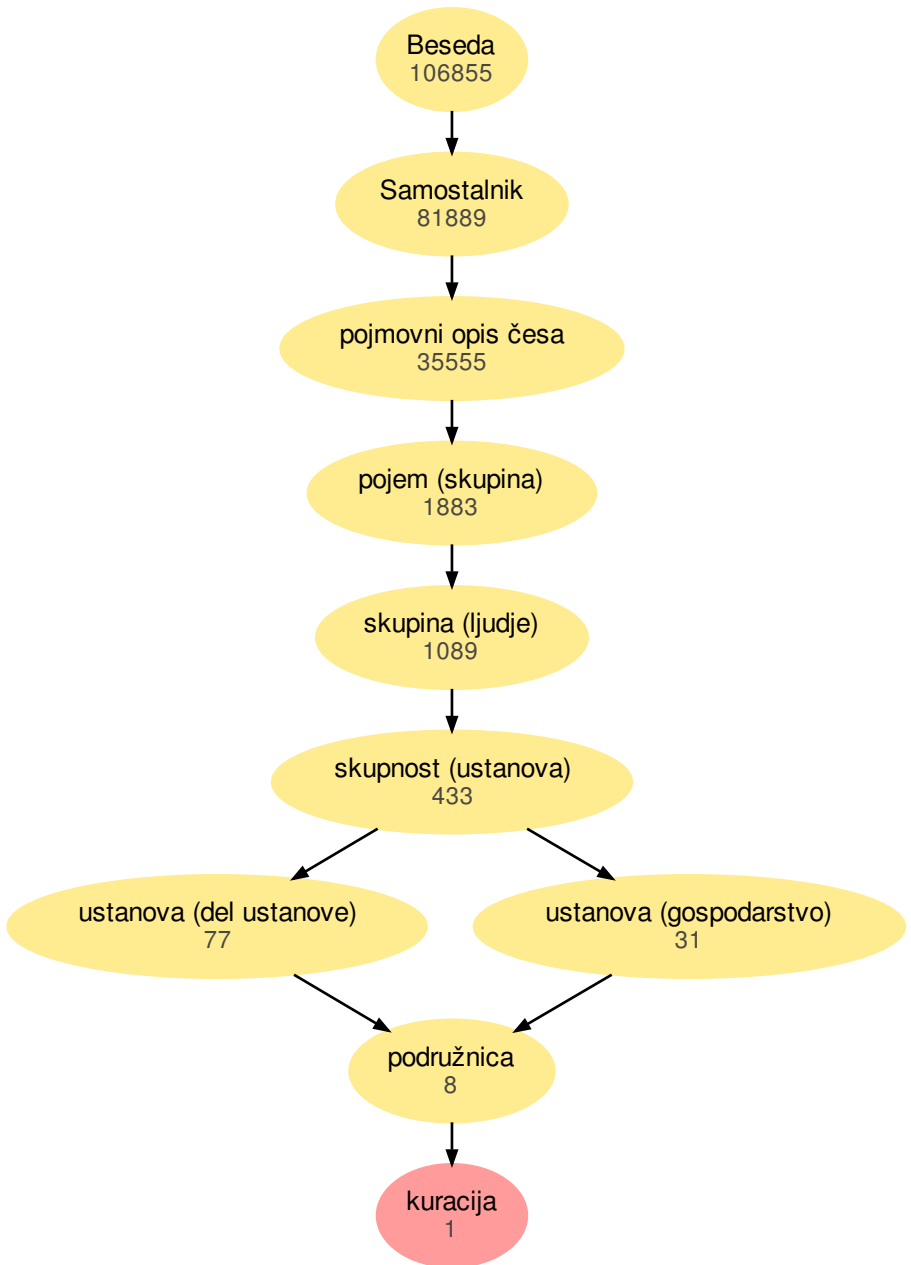 Beseda
106855
Samostalnik
81889
pojmovni opis česa
35555
pojem (skupina)
1883
skupina (ljudje)
1089
skupnost (ustanova)
433
ustanova (del ustanove)
77
ustanova (gospodarstvo)
31
podružnica
8
kuracija
1